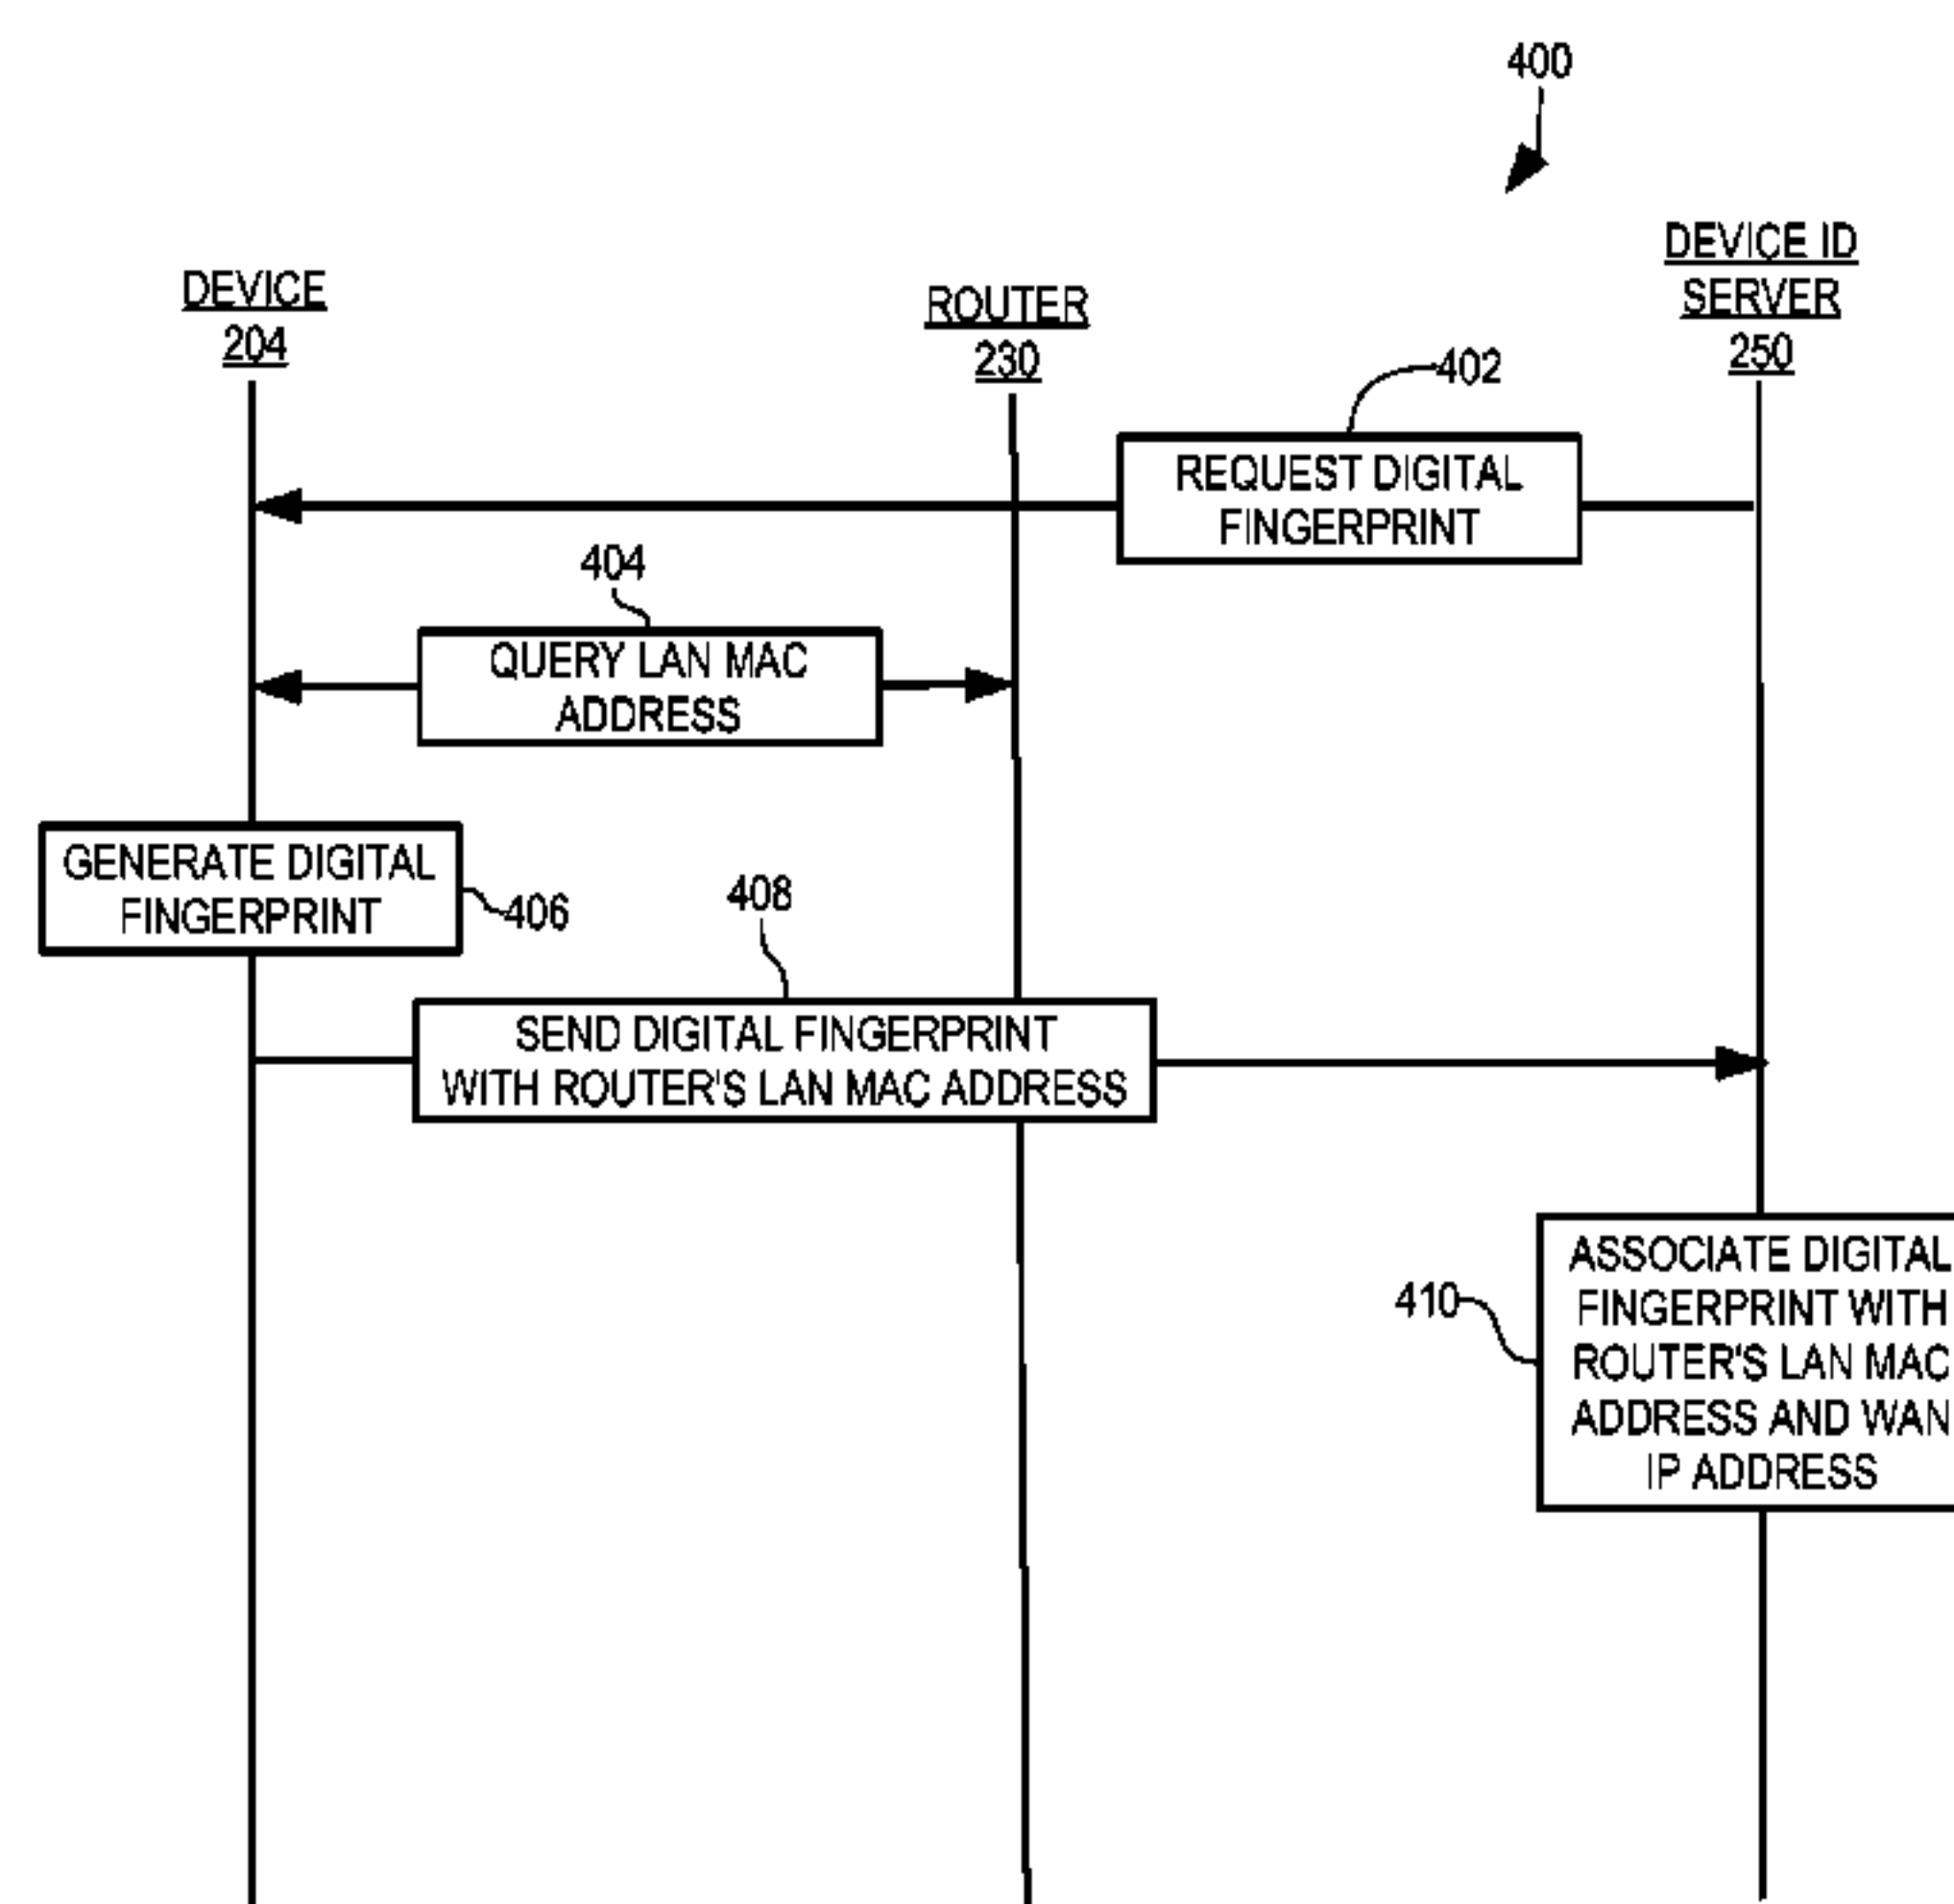 400
DEVICE
204
ROUTER
230
DEVICE ID
SERVER
250
402
REQUEST DIGITAL
FINGERPRINT
404
QUERY LAN MAC
ADDRESS
GENERATE DIGITAL
FINGERPRINT
406
408
SEND DIGITAL FINGERPRINT
WITH ROUTER'S LAN MAC ADDRESS
410
ASSOCIATE DIGITAL
FINGERPRINT WITH
ROUTER'S LAN MAC
ADDRESS AND WAN
IP ADDRESS